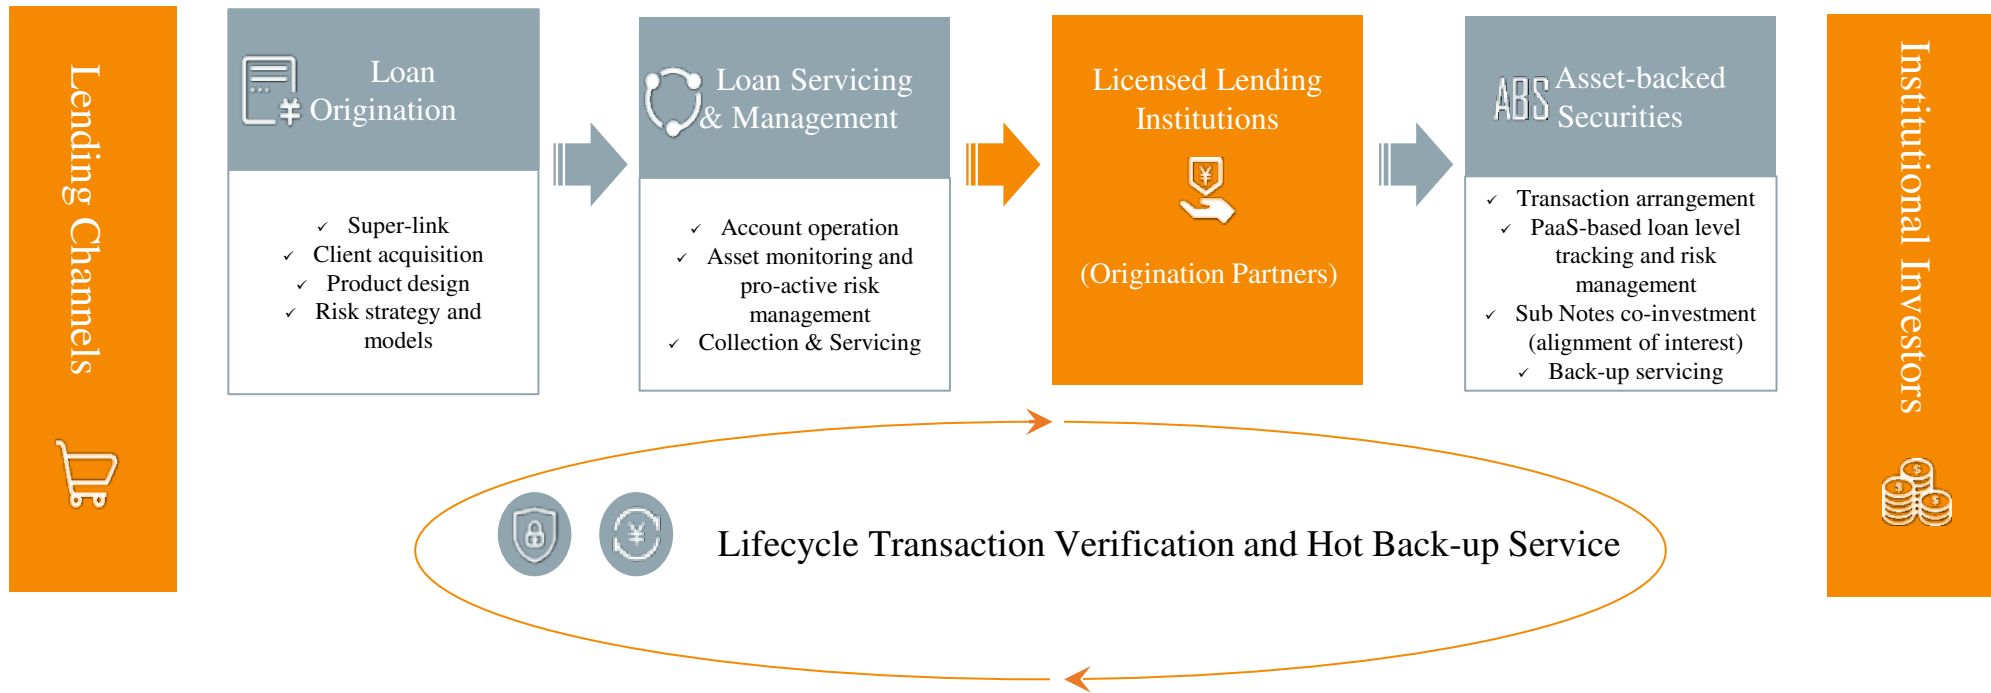 Lending Channels
Loan
Origination
✓ Super-link
✓ Client acquisition
✓ Product design
✓ Risk strategy and
models
Loan Servicing
& Management
✓ Account operation
✓ Asset monitoring and
pro-active risk
management
✓ Collection & Servicing
Licensed Lending
Institutions
¥
(Origination Partners)
ABS Asset-backed
Securities
✓ Transaction arrangement
✓ PaaS-based loan level
tracking and risk
management
✓ Sub Notes co-investment
(alignment of interest)
✓ Back-up servicing
Institutional Investors
Lifecycle Transaction Verification and Hot Back-up Service